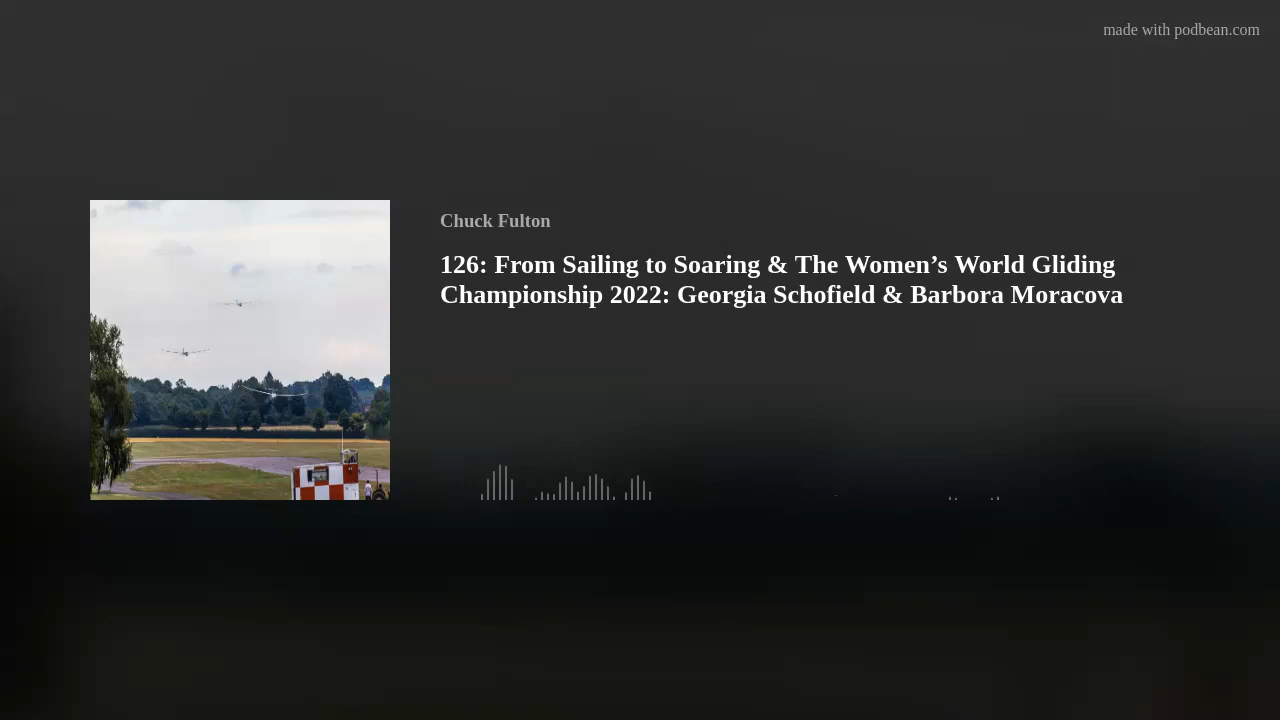 made with podbean.com
Chuck Fulton
126: From Sailing to Soaring & The Women’s World Gliding
Championship 2022: Georgia Schofield & Barbora Moracova